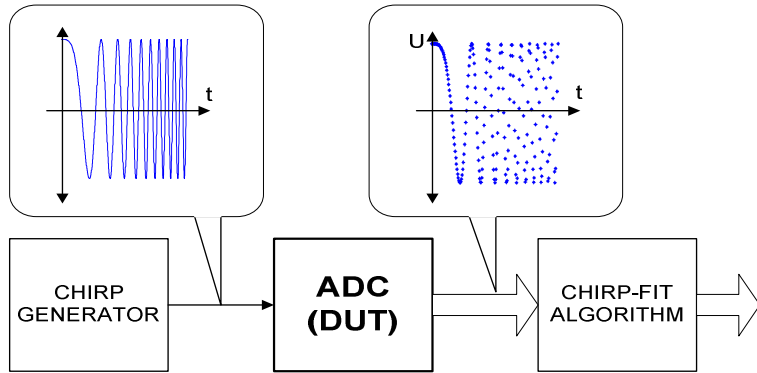 t
U
t
CHIRP
GENERATOR
ADC
(DUT)
CHIRP-FIT
ALGORITHM